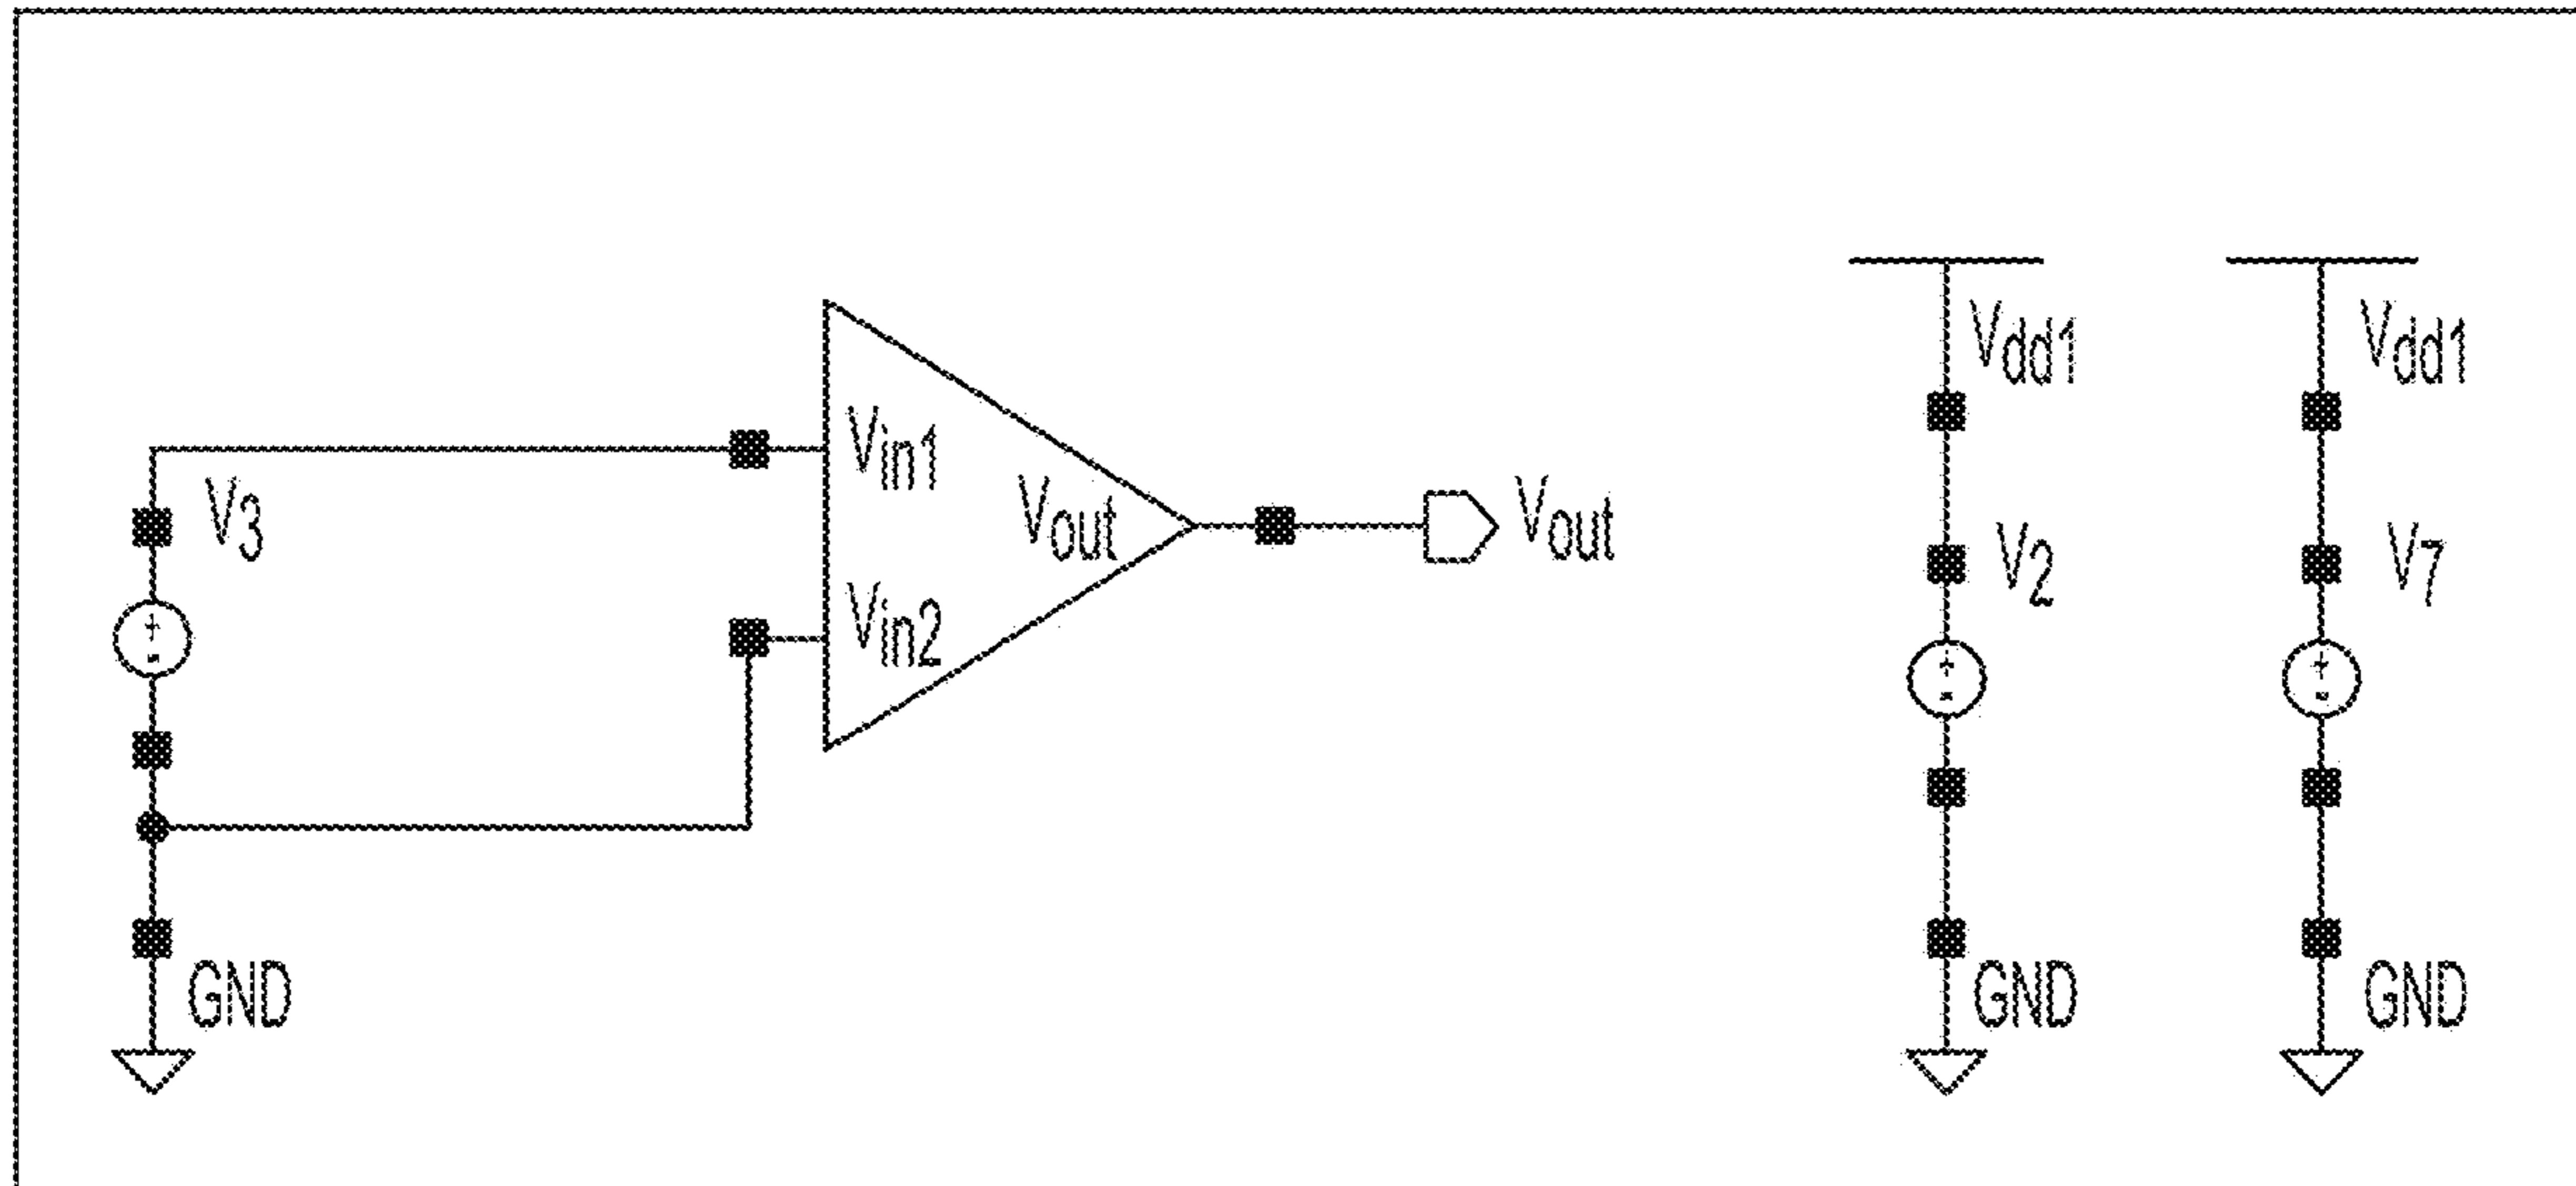 Vdd1
Vdd1
Vin1
V3
Vout
Vout
V2
V7
Vin2
+
-
+
-
+
-
GND
GND
GND